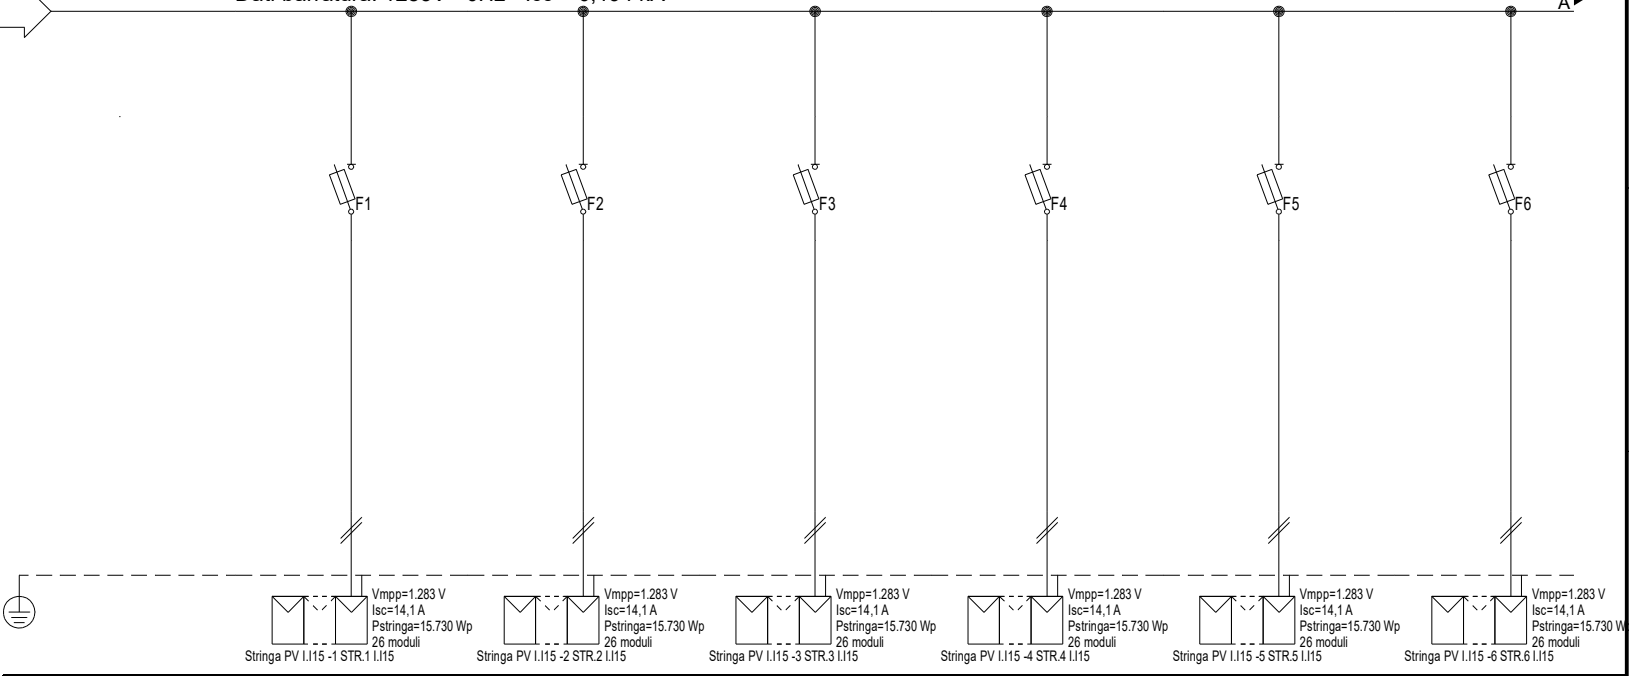 A
F1
F2
F3
F4
F5
F6
Vmpp=1.283 V
Isc=14,1 A
Pstringa=15.730 Wp
26 moduli
Stringa PV I.I15 -1 STR.1 I.I15
Vmpp=1.283 V
Isc=14,1 A
Pstringa=15.730 Wp
26 moduli
Stringa PV I.I15 -2 STR.2 I.I15
Vmpp=1.283 V
Isc=14,1 A
Pstringa=15.730 Wp
26 moduli
Stringa PV I.I15 -3 STR.3 I.I15
Vmpp=1.283 V
Isc=14,1 A
Pstringa=15.730 Wp
26 moduli
Stringa PV I.I15 -4 STR.4 I.I15
Vmpp=1.283 V
Isc=14,1 A
Pstringa=15.730 Wp
26 moduli
Stringa PV I.I15 -5 STR.5 I.I15
Vmpp=1.283 V
Isc=14,1 A
Pstringa=15.730 W
26 moduli
Stringa PV I.I15 -6 STR.6 I.I15